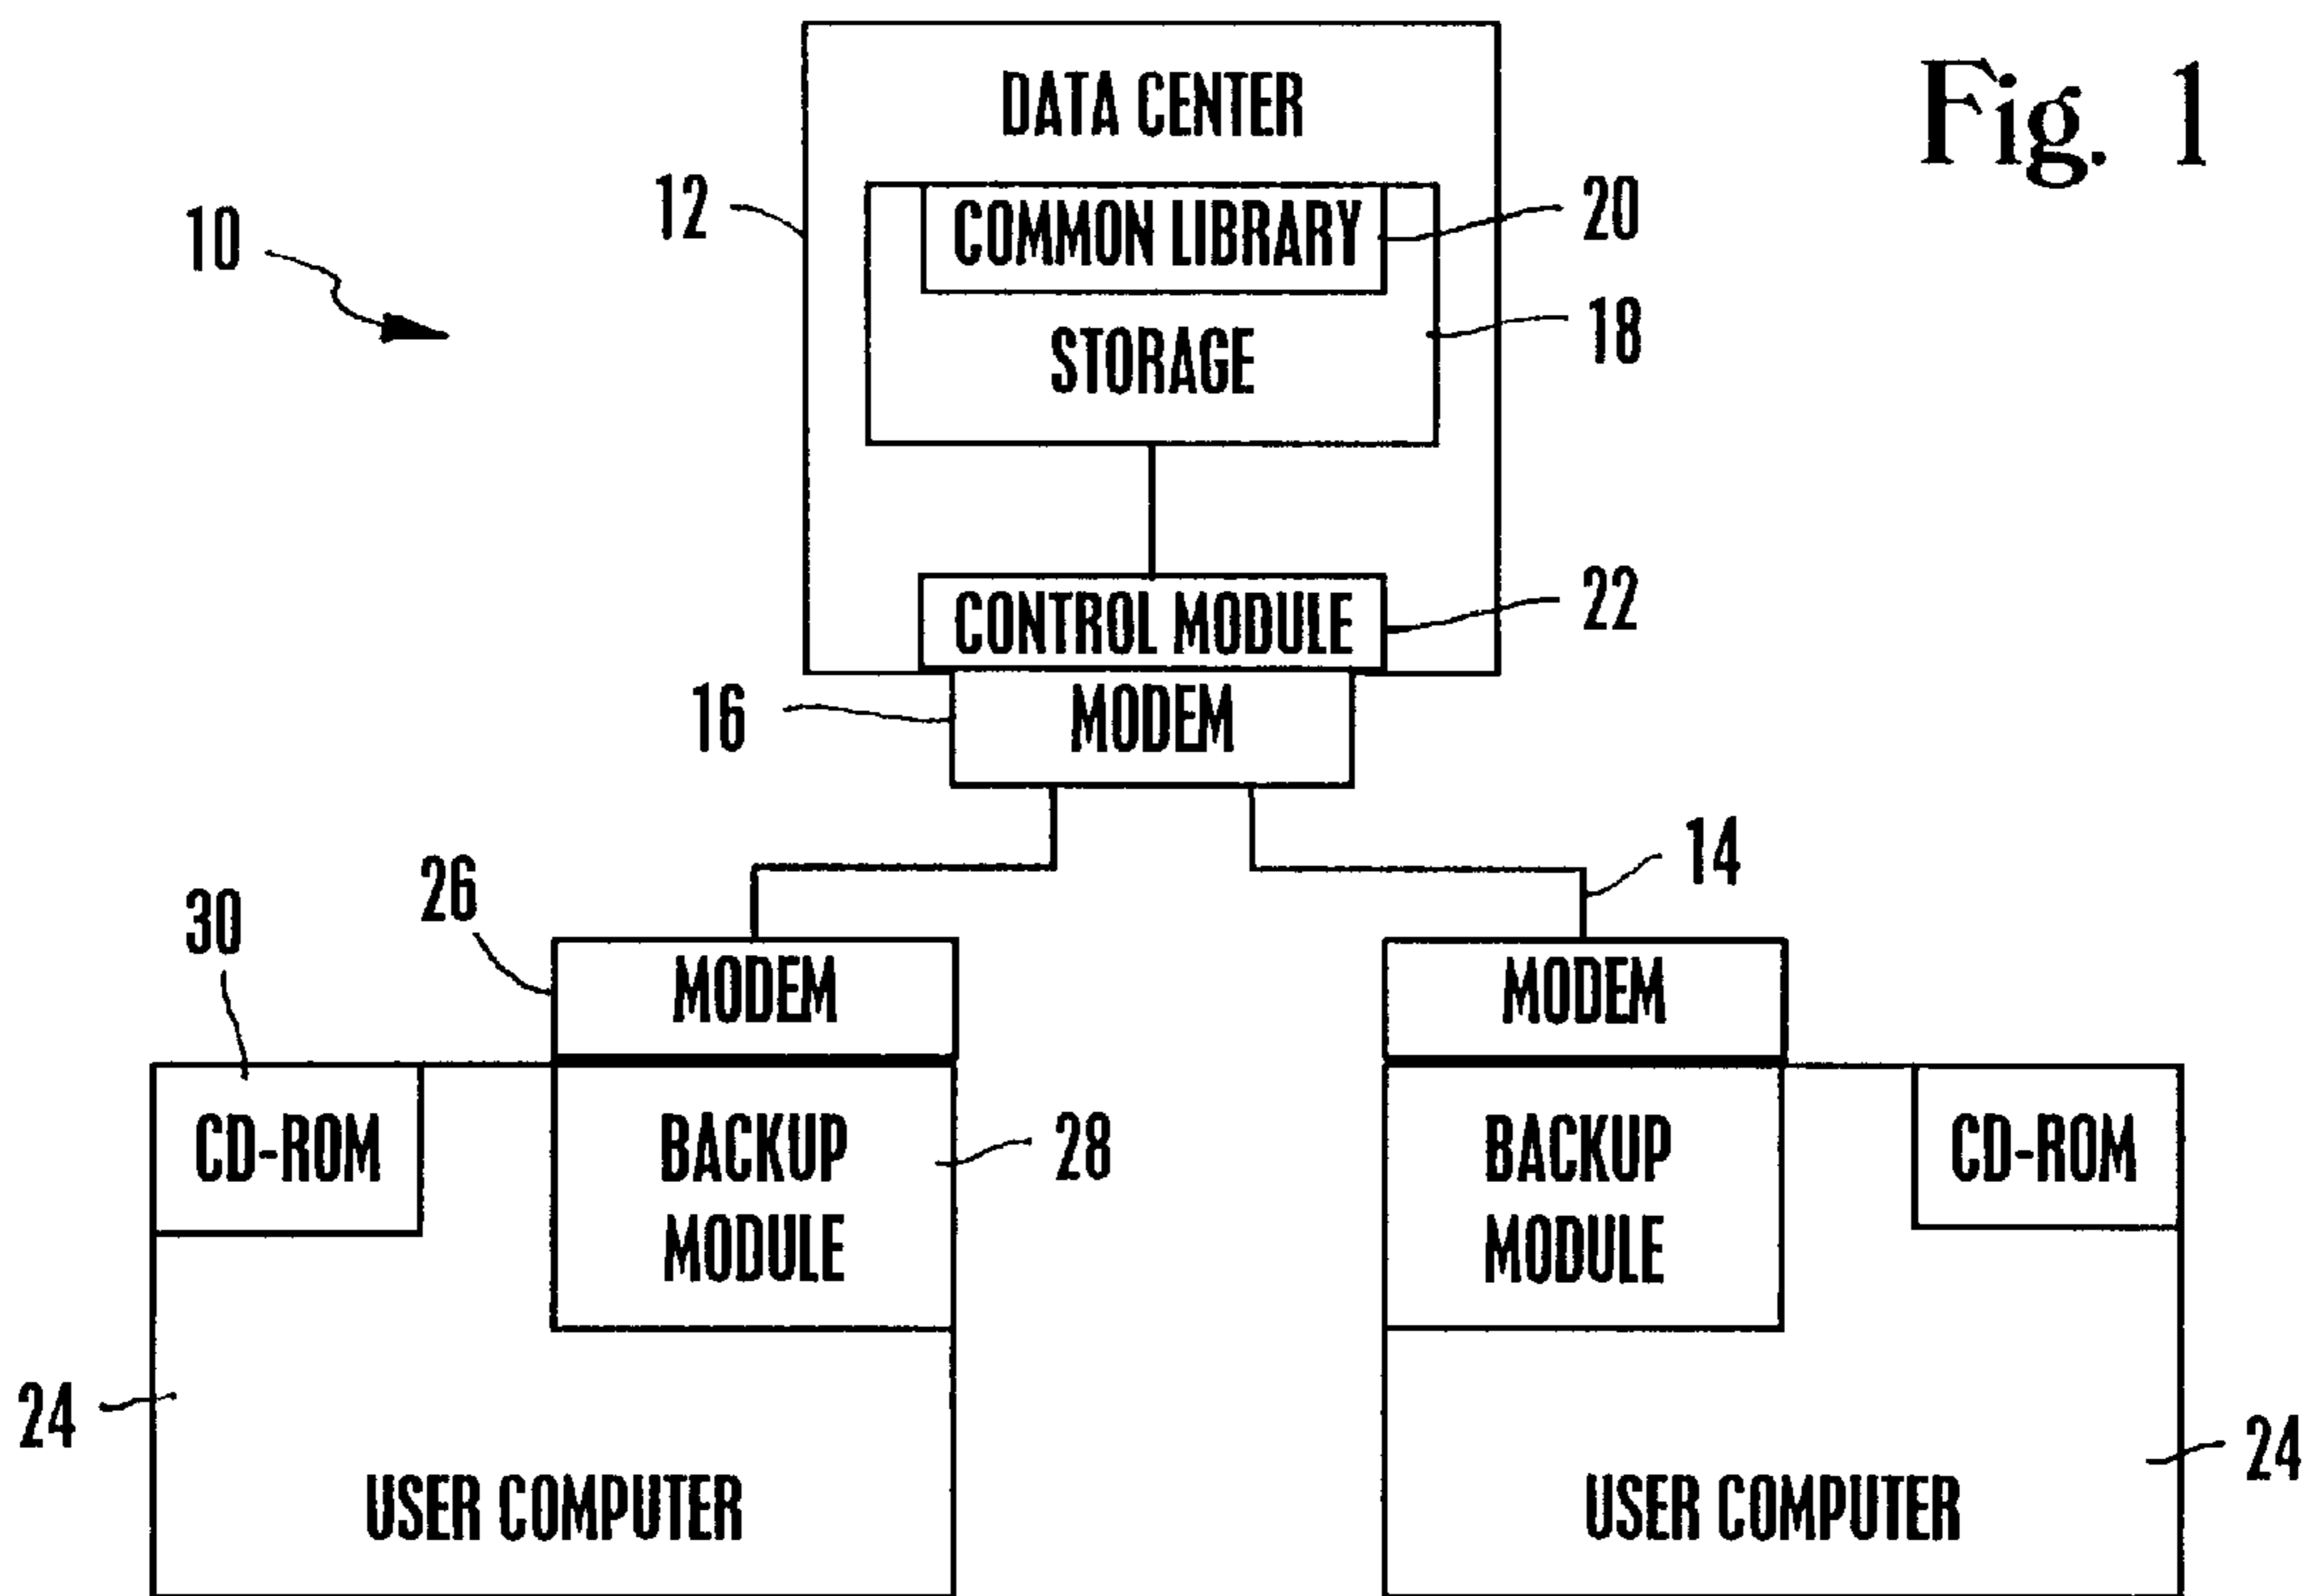 Fig. 1
DATA CENTER
12
10
COMMON LIBRARY
20
STORAGE
18
CONTROL MODULE
22
16
MODEM
14
26
30
MODEM
MODEM
CD-ROM
BACKUP
MODULE
28
BACKUP
MODULE
CD-ROM
24
USER COMPUTER
USER COMPUTER
24